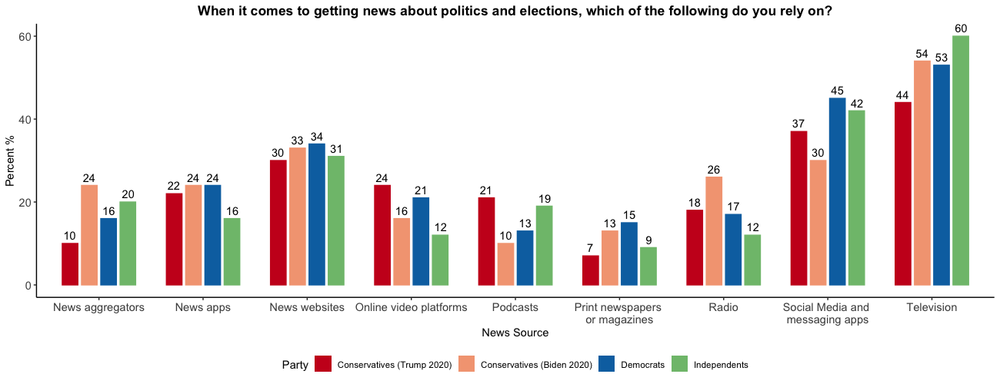 When it comes to getting news about politics and elections, which of the following do you rely on?
Percent %
60
40
20
0
10 24 16 20
22 24 24 16
30 33 34 31
24 16 21 12
21 10 13 19
7 13 15 9
18 26 17 12
37 30 45 42
44 54 53 60
News aggregators
News apps
News websites
Online video platforms
Podcasts
Print newspapers
or magazines
Radio
Social Media and
messaging apps
Television
News Source
Party Conservatives (Trump 2020) Conservatives (Biden 2020) Democrats Independents